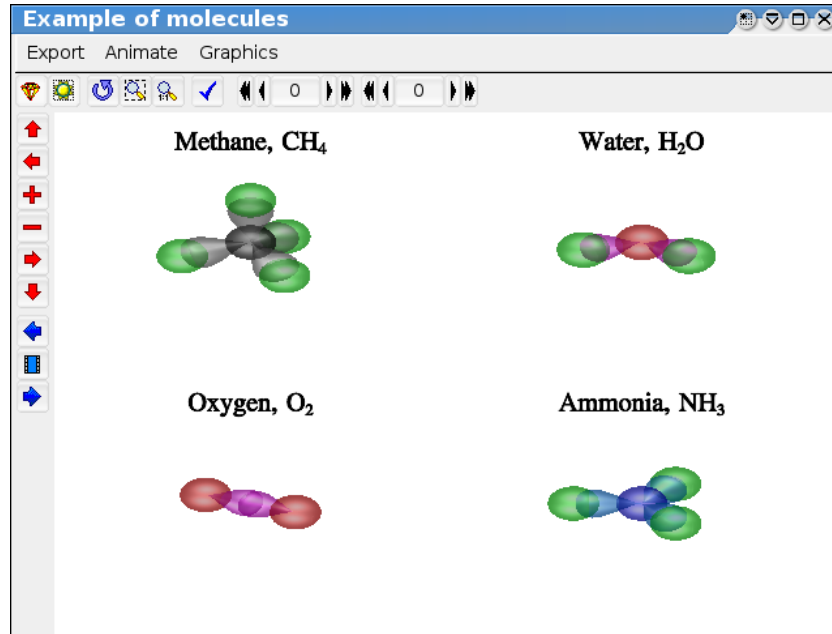 Example of molecules
Export Animate Graphics
0 0
Methane, CH₄
Water, H₂O
Oxygen, O₂
Ammonia, NH₃